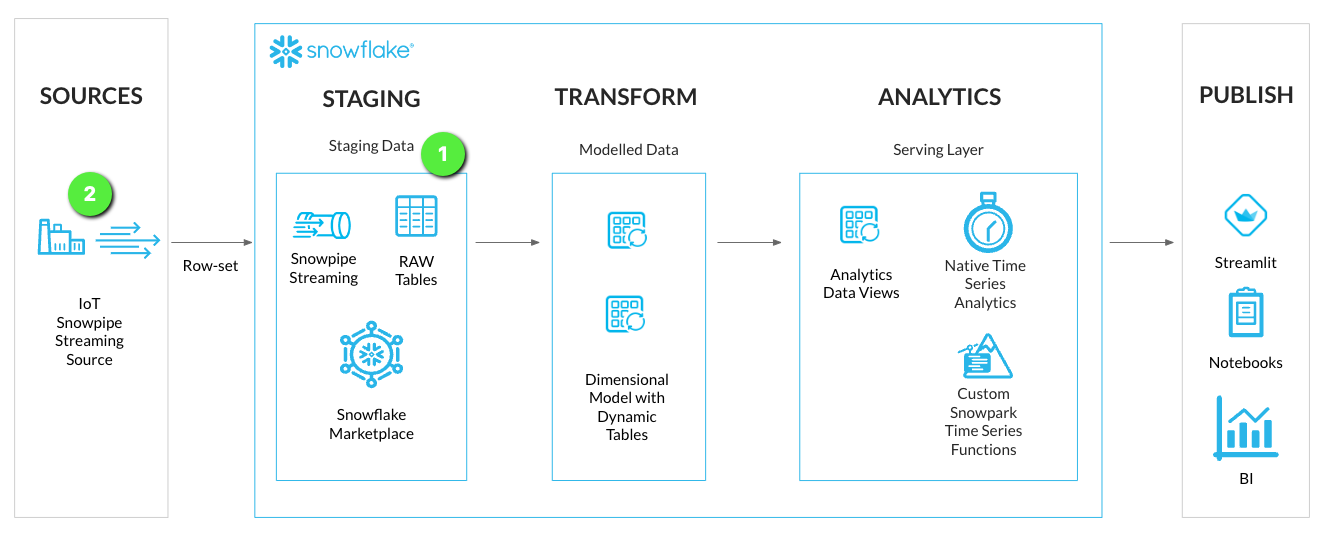 snowflake®
SOURCES
2
IoT
Snowpipe
Streaming
Source
Row-set
STAGING
Staging Data
1
Snowpipe
Streaming
RAW
Tables
Snowflake
Marketplace
TRANSFORM
Modelled Data
Dimensional
Model with
Dynamic
Tables
ANALYTICS
Serving Layer
Analytics
Data Views
Native Time
Series
Analytics
Custom
Snowpark
Time Series
Functions
PUBLISH
Streamlit
Notebooks
BI